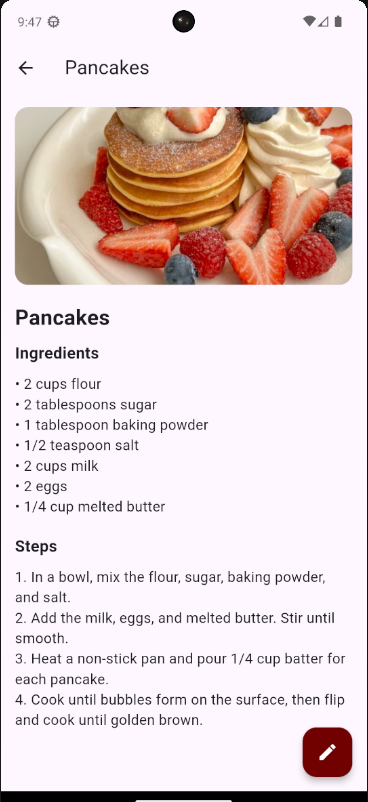 9:47
Pancakes
Pancakes
Ingredients
• 2 cups flour
• 2 tablespoons sugar
• 1 tablespoon baking powder
• 1/2 teaspoon salt
• 2 cups milk
• 2 eggs
• 1/4 cup melted butter
Steps
1. In a bowl, mix the flour, sugar, baking powder,
and salt.
2. Add the milk, eggs, and melted butter. Stir until
smooth.
3. Heat a non-stick pan and pour 1/4 cup batter for
each pancake.
4. Cook until bubbles form on the surface, then flip
and cook until golden brown.